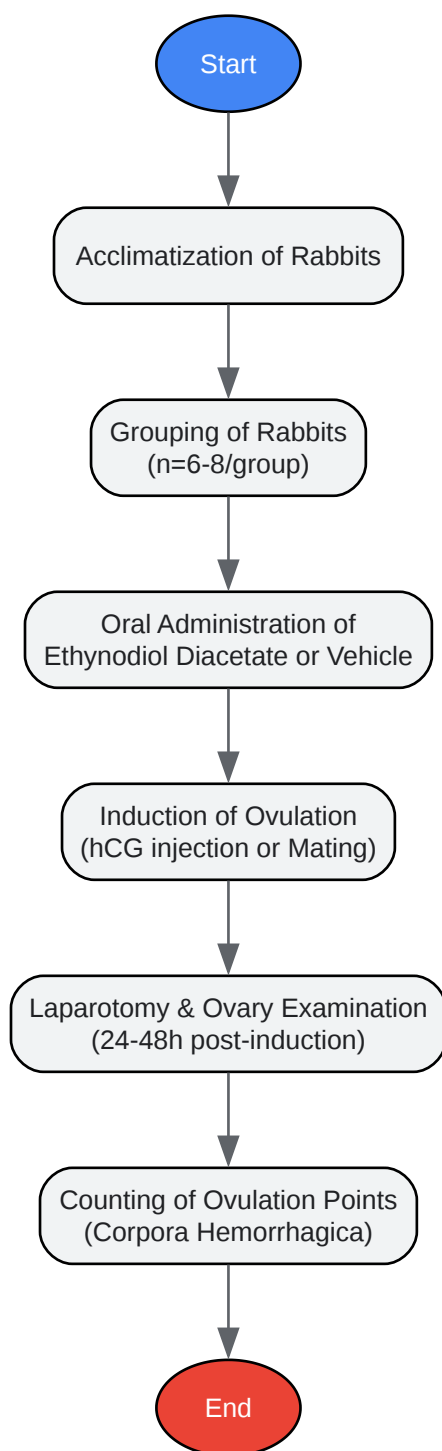 Start
Acclimatization of Rabbits
Grouping of Rabbits
(n=6-8/group)
Oral Administration of
Ethynodiol Diacetate or Vehicle
Induction of Ovulation
(hCG injection or Mating)
Laparotomy & Ovary Examination
(24-48h post-induction)
Counting of Ovulation Points
(Corpora Hemorrhagica)
End